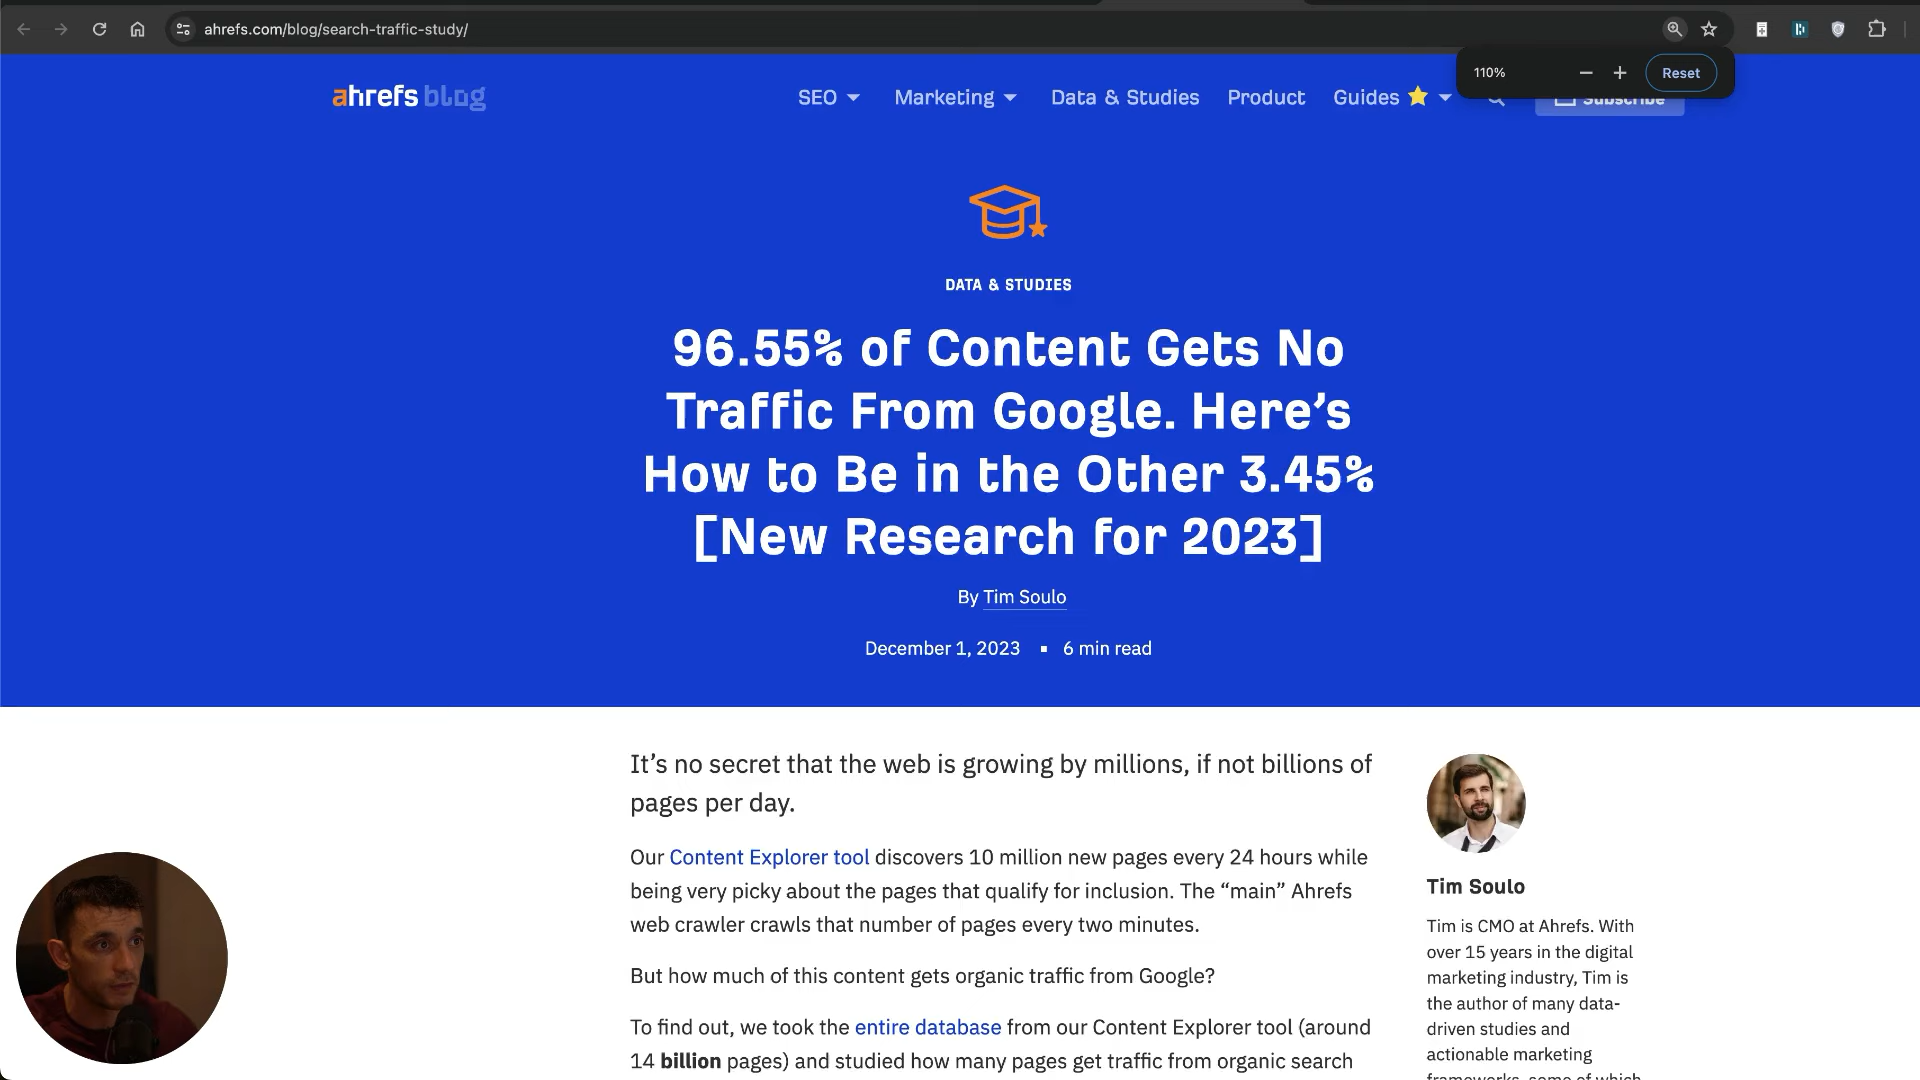 ahrefs.com/blog/search-traffic-study/
110%
Reset
ahrefs blog
SEO
Marketing
Data & Studies
Product
Guides
Subscribe
DATA & STUDIES
96.55% of Content Gets No
Traffic From Google. Here’s
How to Be in the Other 3.45%
[New Research for 2023]
By Tim Soulo
December 1, 2023 ▪ 6 min read
It’s no secret that the web is growing by millions, if not billions of
pages per day.
Our Content Explorer tool discovers 10 million new pages every 24 hours while
being very picky about the pages that qualify for inclusion. The “main” Ahrefs
web crawler crawls that number of pages every two minutes.
But how much of this content gets organic traffic from Google?
To find out, we took the entire database from our Content Explorer tool (around
14 billion pages) and studied how many pages get traffic from organic search
Tim Soulo
Tim is CMO at Ahrefs. With
over 15 years in the digital
marketing industry, Tim is
the author of many data-
driven studies and
actionable marketing
frameworks, some of which